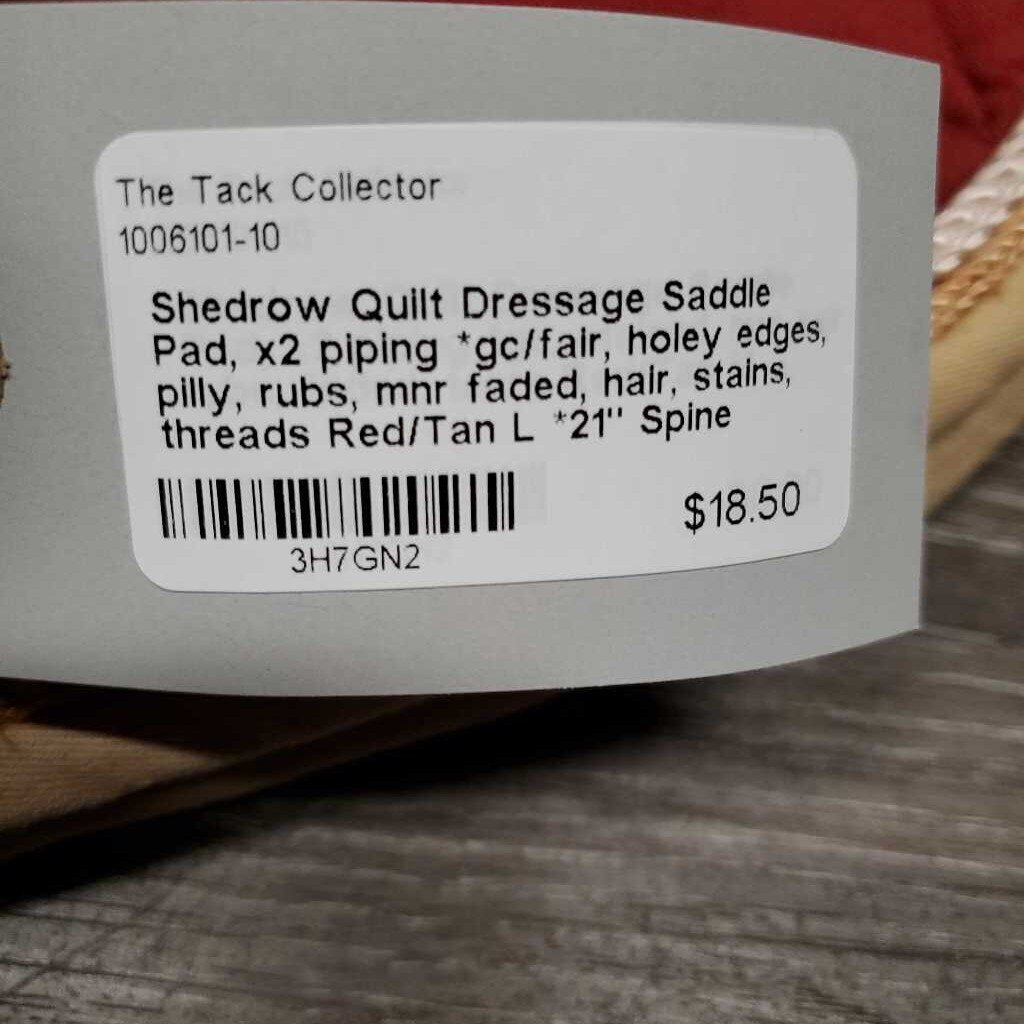 The Tack Collector
1006101-10
Shedrow Quilt Dressage Saddle
Pad, x2 piping *gc/fair, holey edges,
pilly, rubs, mnr faded, hair, stains,
threads Red/Tan L *21" Spine
$18.50
3H7GN2